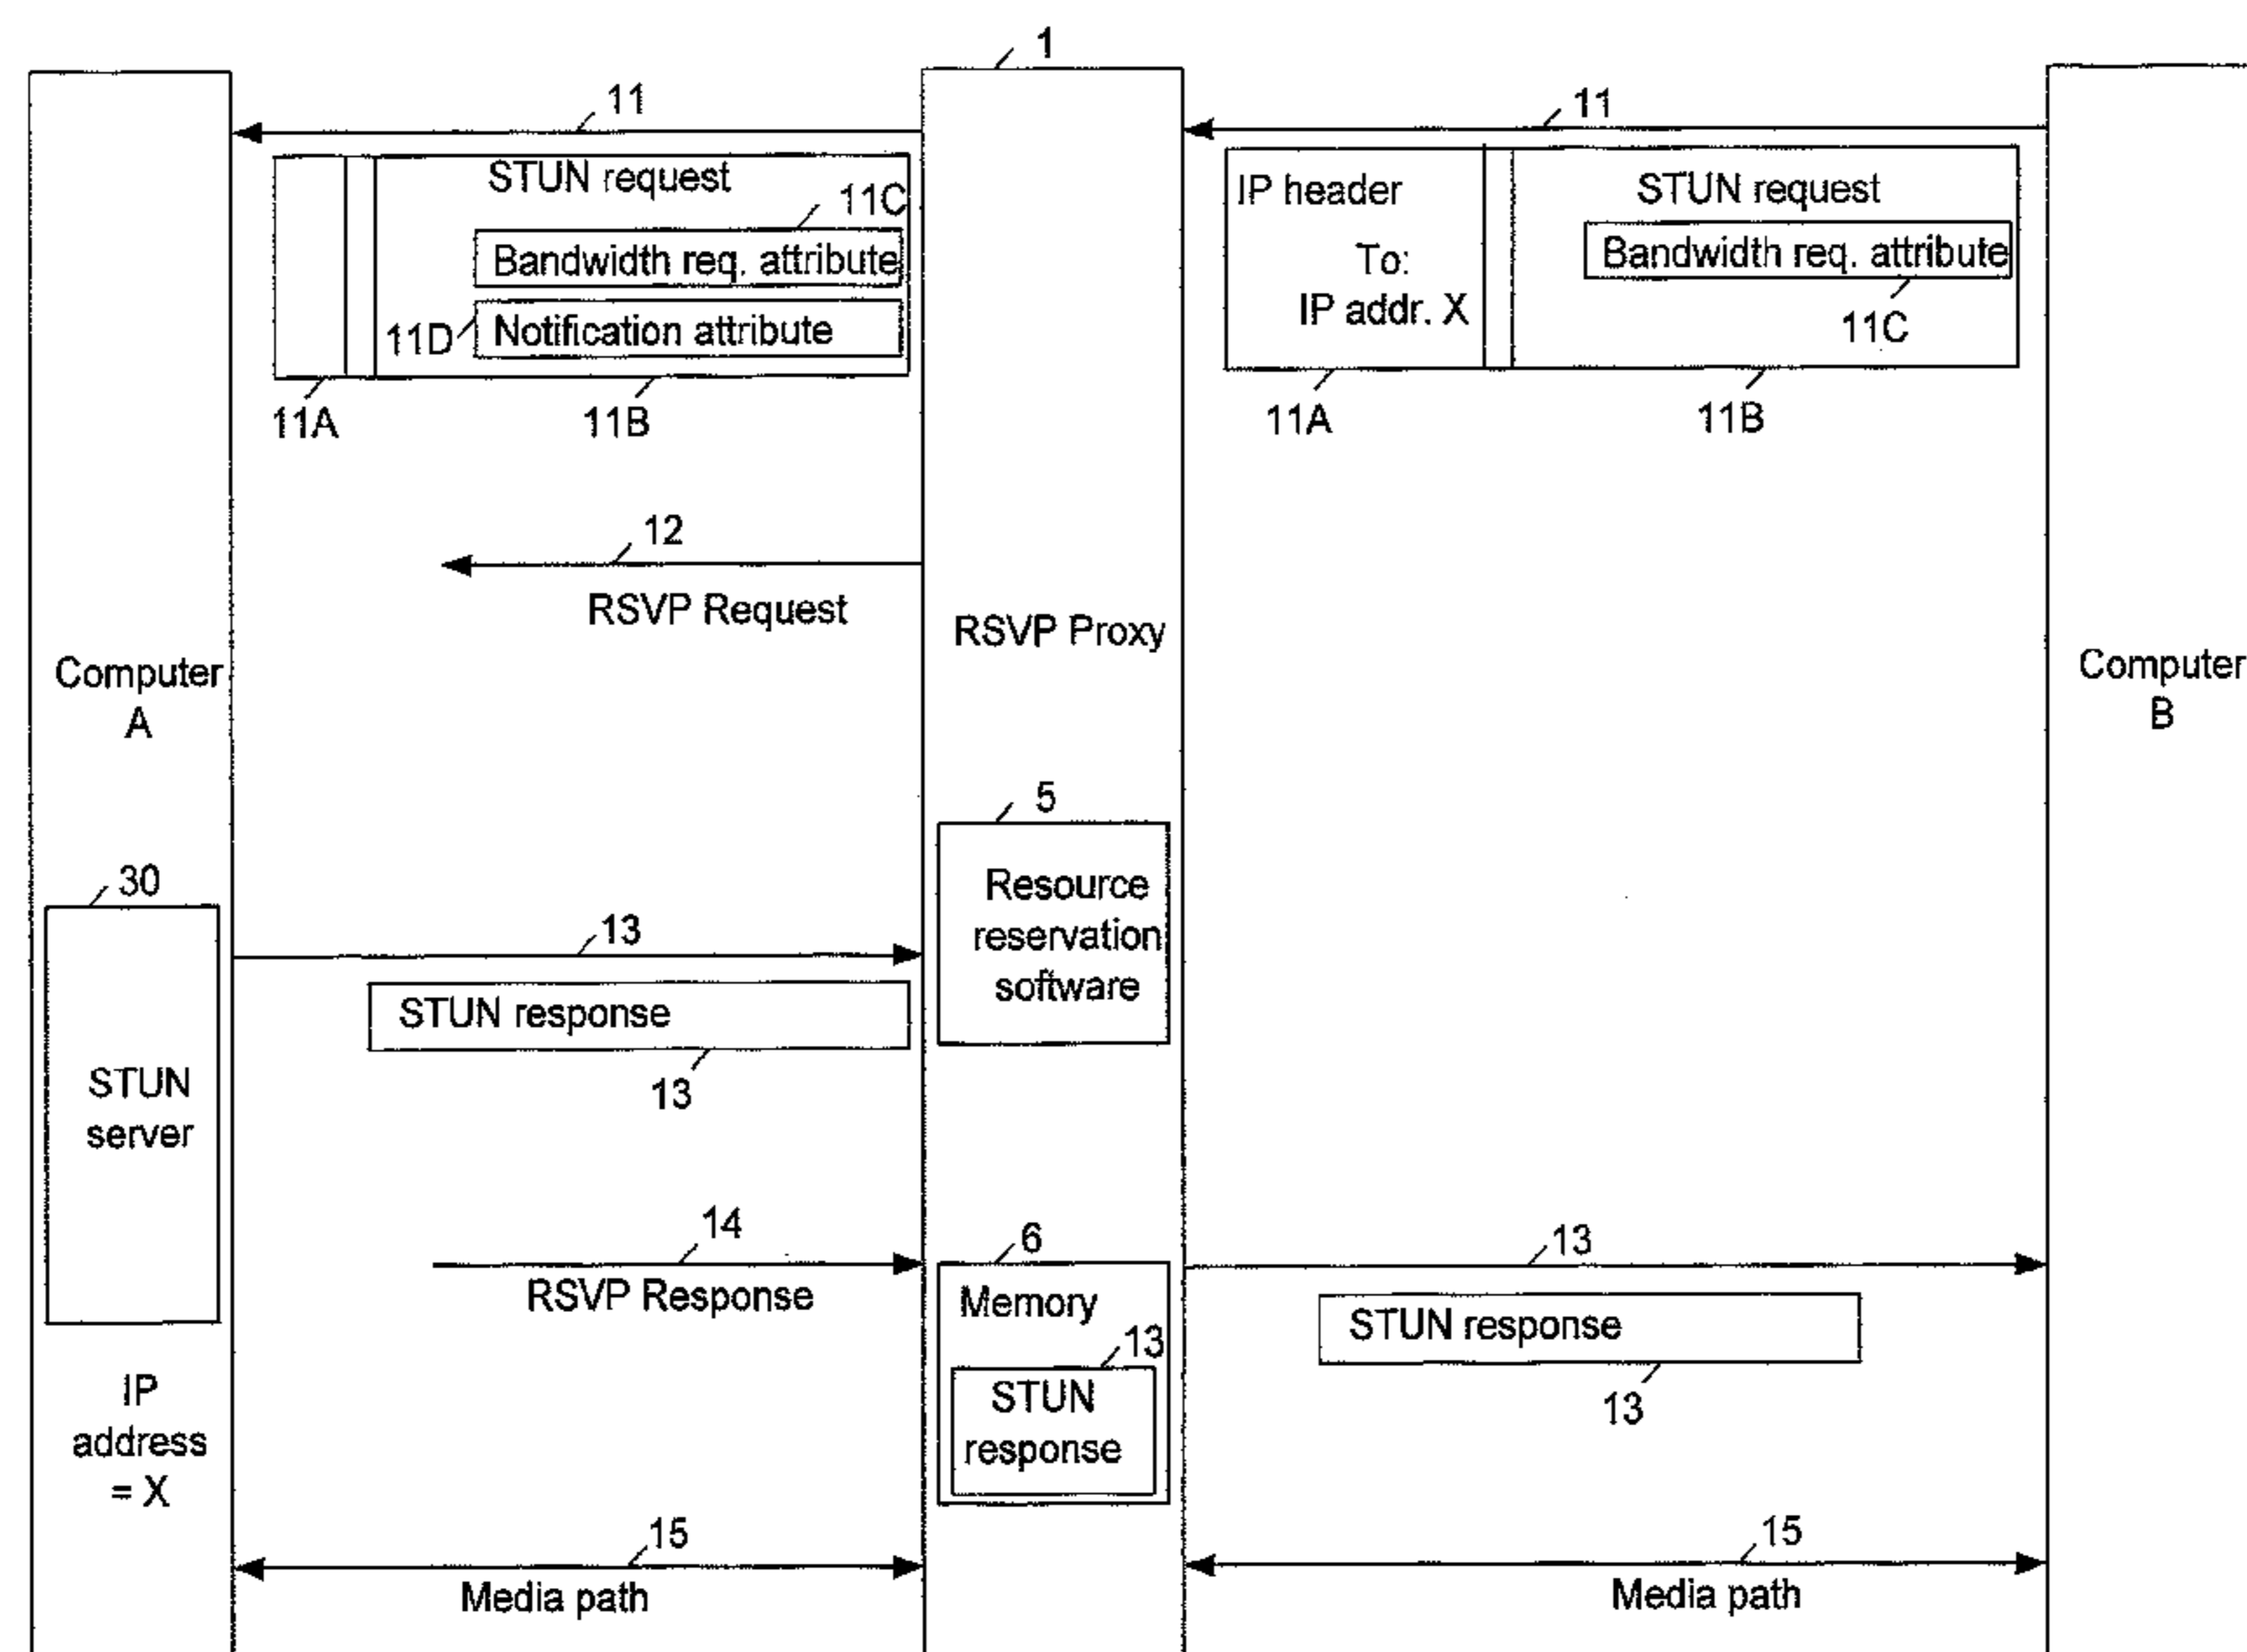 1
11
11
STUN request
11C
Bandwidth req. attribute
11D
Notification attribute
11A
11B
IP header
To:
IP addr. X
STUN request
Bandwidth req. attribute
11C
11A
11B
12
RSVP Request
RSVP Proxy
Computer
A
Computer
B
5
Resource
reservation
software
30
STUN
server
13
STUN response
13
14
RSVP Response
6
Memory
13
STUN
response
13
STUN response
13
IP
address
= X
15
Media path
15
Media path